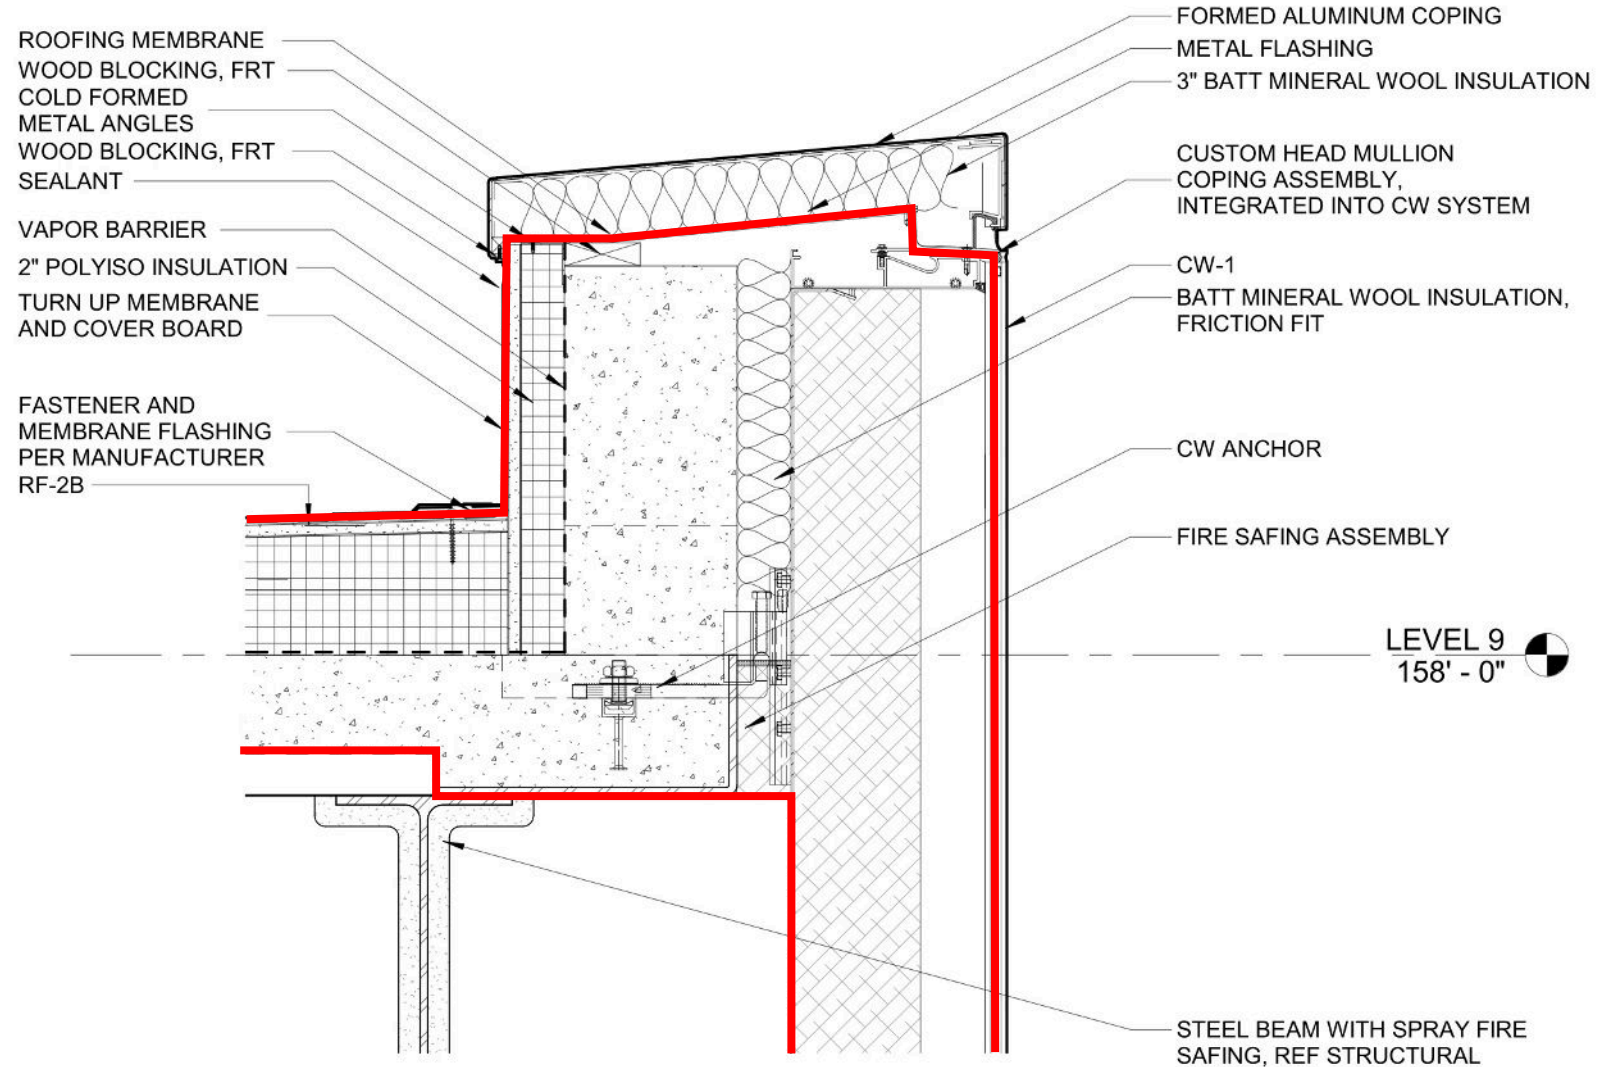 ROOFING MEMBRANE
WOOD BLOCKING, FRT
COLD FORMED
METAL ANGLES
WOOD BLOCKING, FRT
SEALANT
VAPOR BARRIER
2" POLYISO INSULATION
TURN UP MEMBRANE
AND COVER BOARD
FASTENER AND
MEMBRANE FLASHING
PER MANUFACTURER
RF-2B
FORMED ALUMINUM COPING
METAL FLASHING
3" BATT MINERAL WOOL INSULATION
CUSTOM HEAD MULLION
COPING ASSEMBLY,
INTEGRATED INTO CW SYSTEM
CW-1
BATT MINERAL WOOL INSULATION,
FRICTION FIT
CW ANCHOR
FIRE SAFING ASSEMBLY
LEVEL 9
158' - 0"
STEEL BEAM WITH SPRAY FIRE
SAFING, REF STRUCTURAL